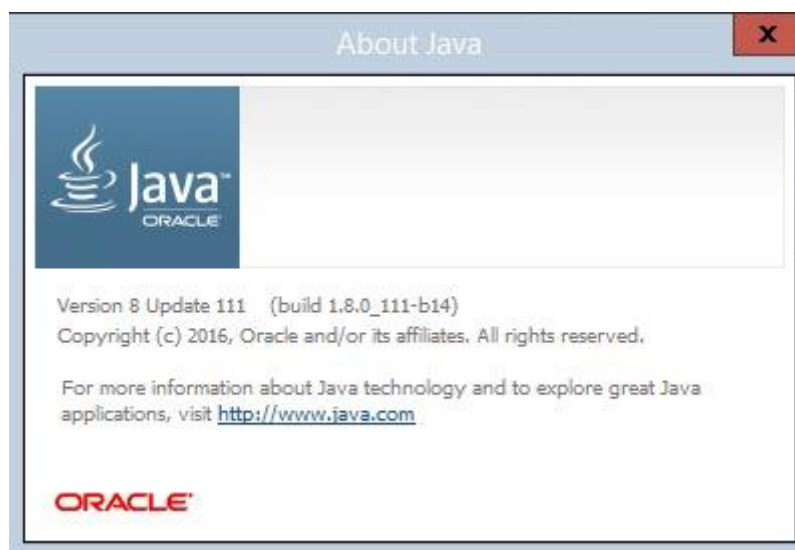 About Java
x
Java™
ORACLE
Version 8 Update 111 (build 1.8.0_111-b14)
Copyright (c) 2016, Oracle and/or its affiliates. All rights reserved.
For more information about Java technology and to explore great Java
applications, visit http://www.java.com
ORACLE